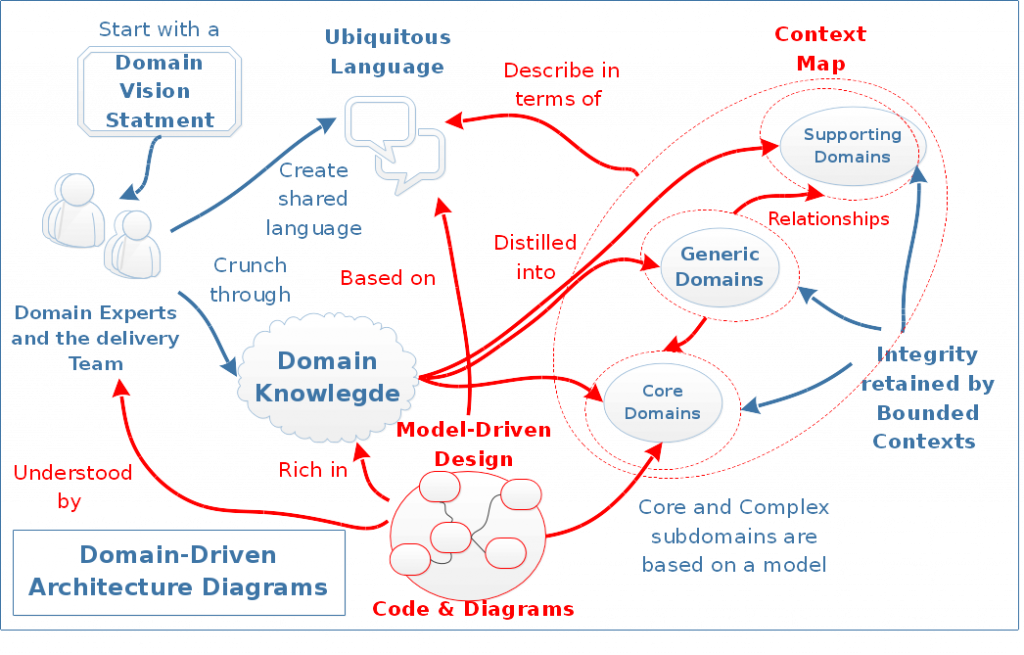 Start with a
Domain
Vision
Statment
Ubiquitous
Language
Describe in
terms of
Context
Map
Supporting
Domains
Create
shared
language
Relationships
Distilled
into
Generic
Domains
Based on
Crunch
through
Domain Experts
and the delivery
Team
Domain
Knowlegde
Core
Domains
Integrity
retained by
Bounded
Contexts
Model-Driven
Design
Understood
by
Rich in
Core and Complex
subdomains are
based on a model
Domain-Driven
Architecture Diagrams
Code & Diagrams